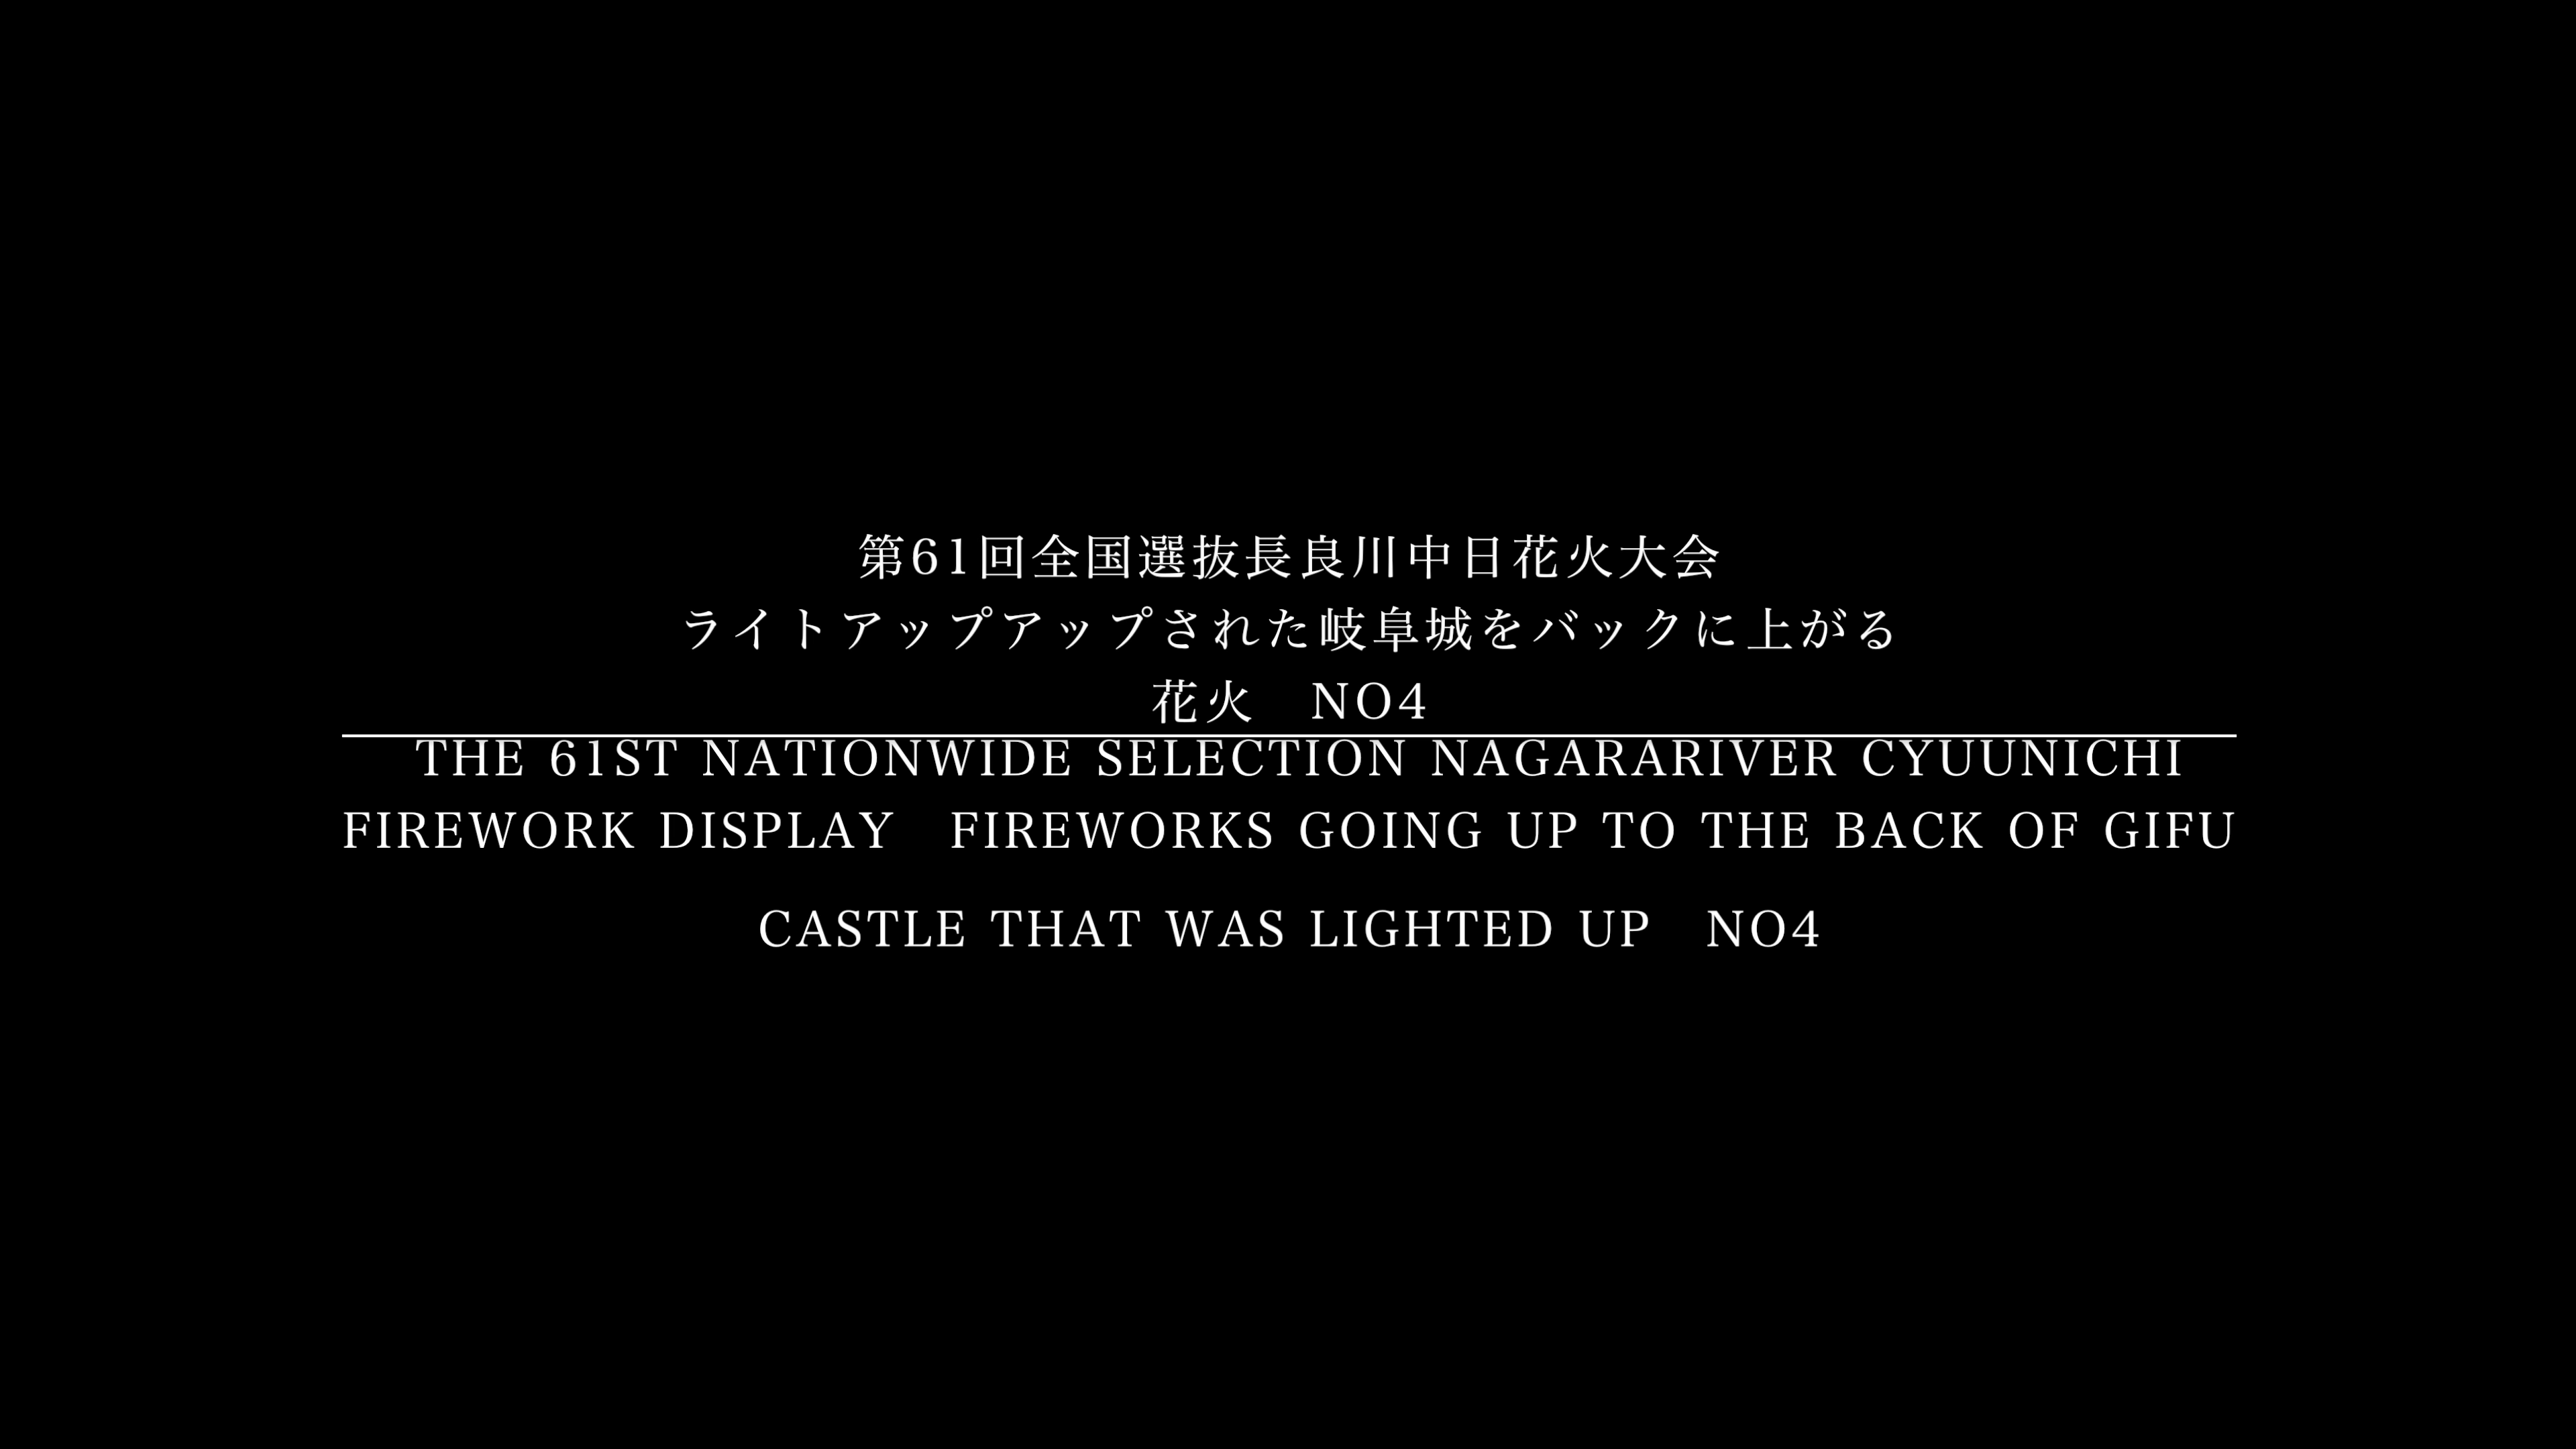 第61回全国選抜長良川中日花火大会
ライトアップアップされた岐阜城をバックに上がる
花火　NO4
THE 61ST NATIONWIDE SELECTION NAGARARIVER CYUUNICHI
FIREWORK DISPLAY　FIREWORKS GOING UP TO THE BACK OF GIFU
CASTLE THAT WAS LIGHTED UP　NO4